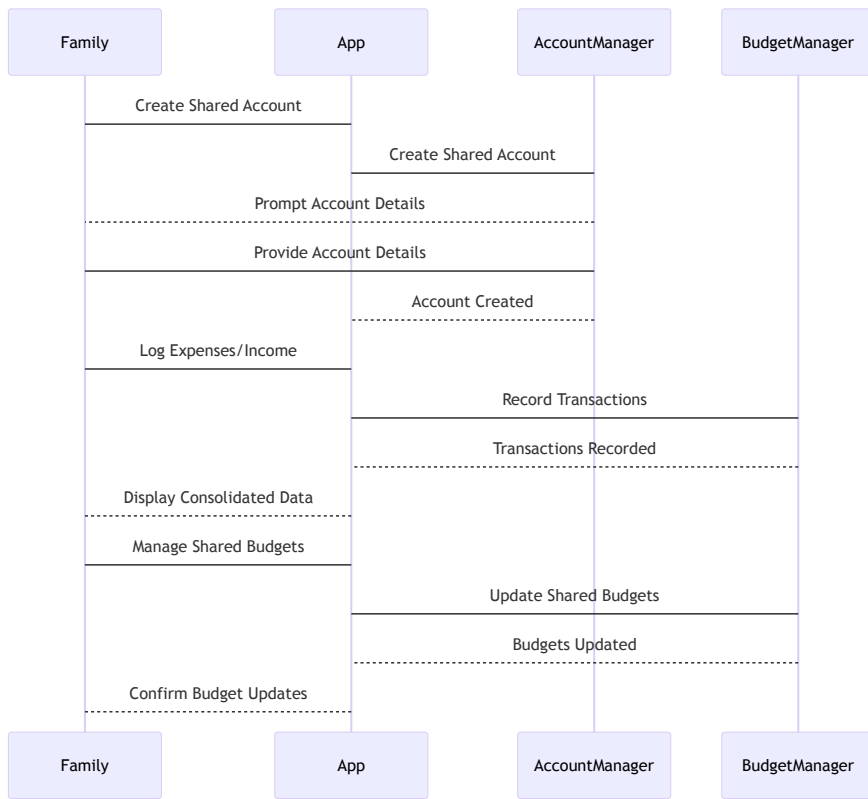 Family
App
AccountManager
BudgetManager
Create Shared Account
Create Shared Account
Prompt Account Details
Provide Account Details
Account Created
Log Expenses/Income
Record Transactions
Transactions Recorded
Display Consolidated Data
Manage Shared Budgets
Update Shared Budgets
Budgets Updated
Confirm Budget Updates
Family
App
AccountManager
BudgetManager